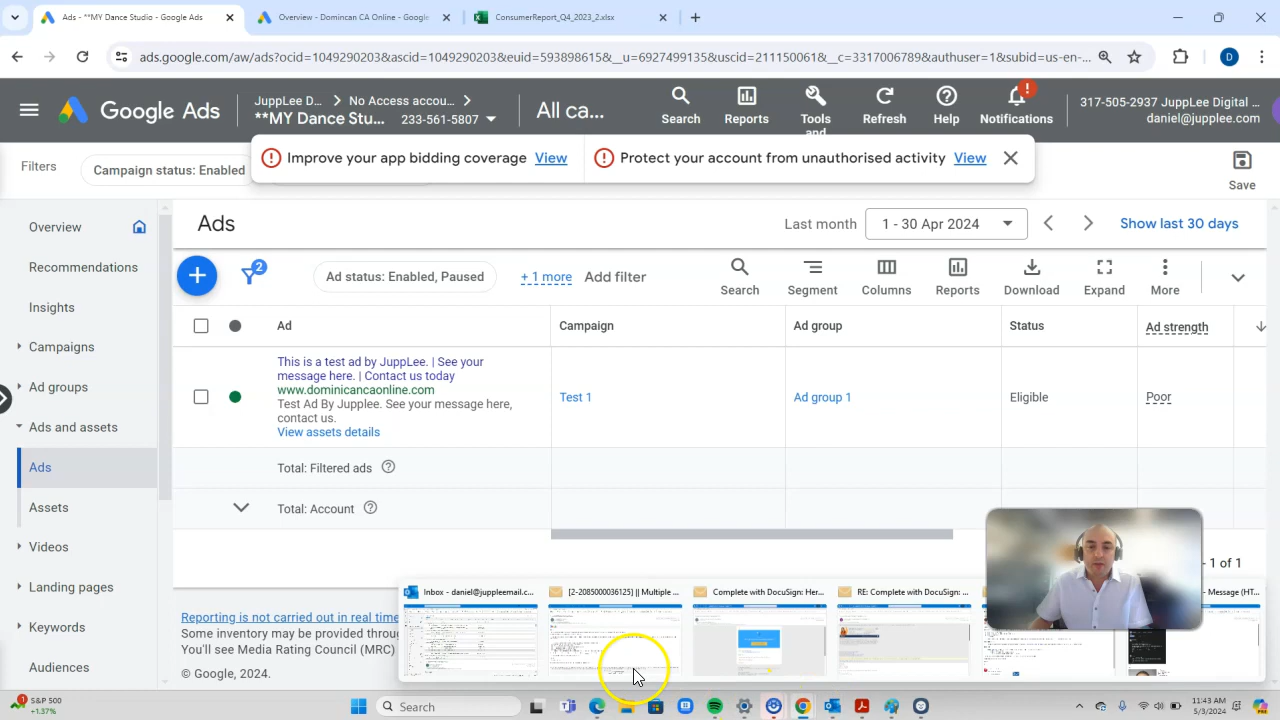 Ads - **MY Dance Studio - Google Ads
Overview - Domincan CA Online - Google
ConsumerReport_Q4_2023_2.xlsx
ads.google.com/aw/ads?ocid=1049290203&ascid=1049290203&euid=593898615&__u=6927499135&uscid=211150061&__c=3317006789&authuser=1&subid=us-en-...
D
Google Ads
JuppLee D...
No Access accou...
**MY Dance Stu...
233-561-5807
All ca...
Search
Reports
Tools
and
Refresh
Help
Notifications
317-505-2937 JuppLee Digital ...
daniel@jupplee.com
Filters
Campaign status: Enabled
Improve your app bidding coverage View
Protect your account from unauthorised activity View
Save
Overview
Recommendations
Insights
Campaigns
Ad groups
Ads and assets
Ads
Assets
Videos
Landing pages
Keywords
Audiences
Ads
Last month
1 - 30 Apr 2024
Show last 30 days
2
Ad status: Enabled, Paused
+ 1 more
Add filter
Search
Segment
Columns
Reports
Download
Expand
More
Ad
Campaign
Ad group
Status
Ad strength
This is a test ad by JuppLee. | See your
message here. | Contact us today
www.dominicancaonline.com
Test Ad By Jupplee. See your message here,
contact us.
View assets details
Test 1
Ad group 1
Eligible
Poor
Total: Filtered ads
Total: Account
- 1 of 1
Reporting is not carried out in real time
Some inventory may be provided throu
You'll see Media Rating Council (MRC)
© Google, 2024.
Inbox - daniel@juppleemail.c...
[2-2085000036125] || Multiple ...
Complete with DocuSign: Her...
RE: Complete with DocuSign: ...
- Message (HT...
1
S&P 500
+1.37%
Search
11:43 AM
5/3/2024